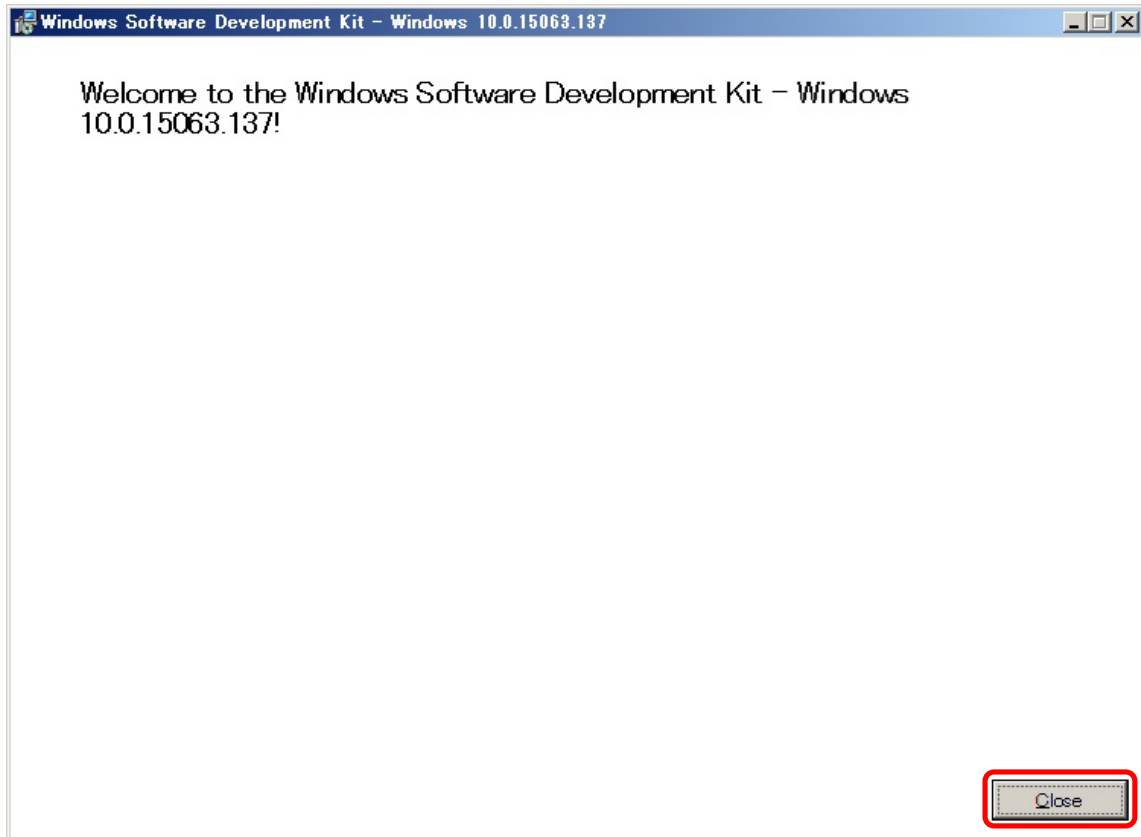 Windows Software Development Kit - Windows 10.0.15063.137
Welcome to the Windows Software Development Kit - Windows
10.0.15063.137!
Close